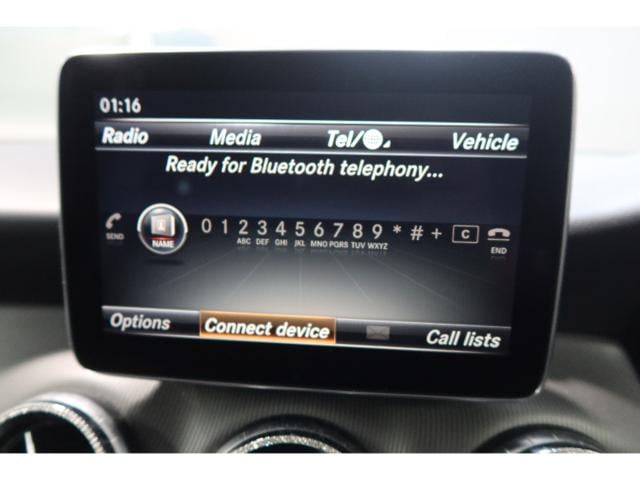 01:16
Radio Media Tel/ Vehicle
Ready for Bluetooth telephony...
SEND NAME 0 1 2 3 4 5 6 7 8 9 * # + C END
ABC DEF GHI JKL MNO PQRS TUV WXYZ
Options Connect device Call lists